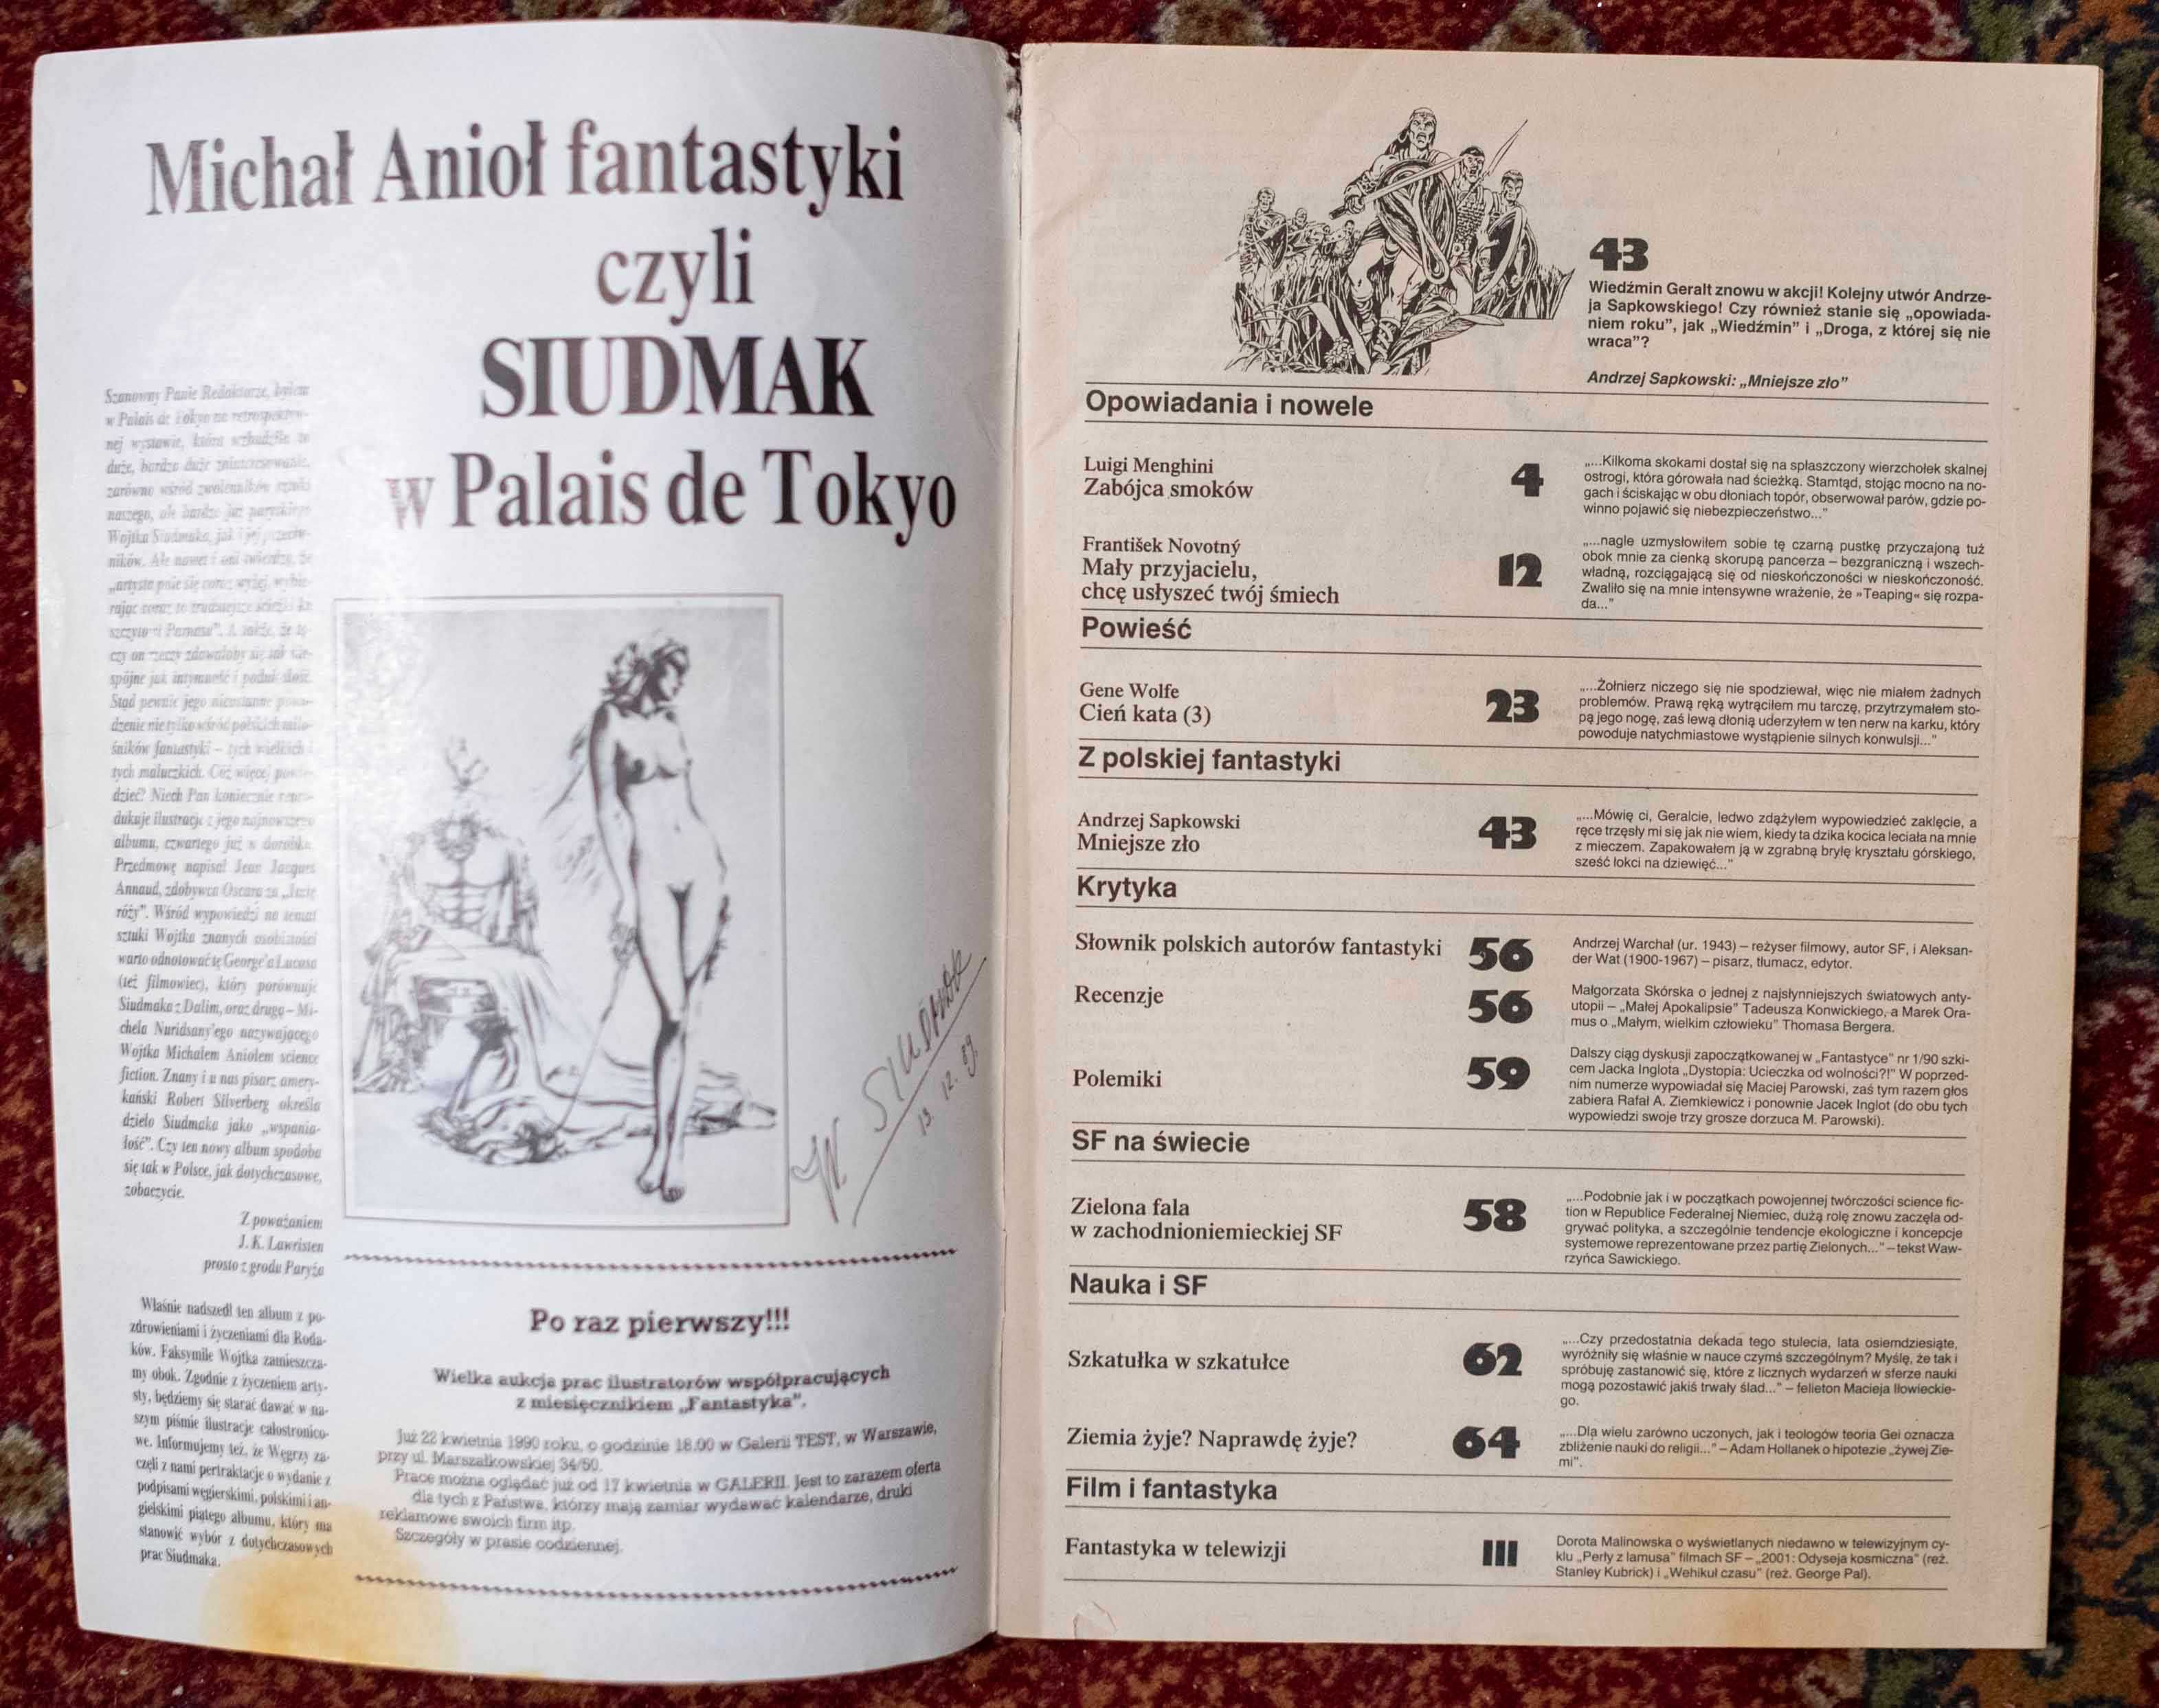 Michał Anioł fantastyki
czyli
SIUDMAK
w Palais de Tokyo
Szanowny Panie Redaktorze, byłem
w Palais de Tokyo na retrospektyw-
nej wystawie, która wzbudziła to
duże, bardzo duże zainteresowanie,
zarówno wśród zwolenników sztuki
naszego, ale bardzo już paryskiego
Wojtka Siudmaka, jak i jej przeciw-
ników. Ale nawet i oni twierdzą, że
„artysta pnie się coraz wyżej, wybie-
rając coraz to trudniejsze ścieżki ku
szczytowi Parnasu". A także, że łą-
czy on rzeczy zdawałoby się tak nie-
spójne jak intymność i
Stąd pewnie jego nieustanne powo-
dzenie nie tylko wśród polskich miło-
śników fantastyki – tych wielkich i
tych maluczkich. Cóż więcej powie-
dzieć? Niech Pan koniecznie repro-
dukuje ilustracje z jego najnowszego
albumu, czwartego już w dorobku.
Przedmowę napisał Jean Jacques
Annaud, zdobywca Oscara za „Imię
róży". Wśród wypowiedzi na temat
sztuki Wojtka znanych osobistości
warto odnotować tę George'a Lucasa
(też filmowiec), który porównuje
Siudmaka z Dalim, oraz drugą – Mi-
chela Nuridsany'ego nazywającego
Wojtka Michałem Aniołem science
fiction. Znany i u nas pisarz amery-
kański Robert Silverberg określa
dzieło Siudmaka jako „wspania-
łość". Czy ten nowy album spodoba
się tak w Polsce, jak dotychczasowe,
zobaczycie.
Z poważaniem
J. K. Lawristen
prosto z grodu Paryża
Właśnie nadszedł ten album z po-
zdrowieniami i życzeniami dla Roda-
ków. Faksymile Wojtka zamieszcza-
my obok. Zgodnie z życzeniem arty-
sty, będziemy się starać dawać w na-
szym piśmie ilustracje całostronico-
we. Informujemy też, że Węgrzy za-
częli z nami pertraktacje o wydanie z
podpisami węgierskimi, polskimi i an-
gielskimi piątego albumu, który ma
stanowić wybór z dotychczasowych
prac Siudmaka.
W. SIUDMAK
13. 12. 89.
Po raz pierwszy!!!
Wielka aukcja prac ilustratorów współpracujących
z miesięcznikiem „Fantastyka".
Już 22 kwietnia 1990 roku, o godzinie 18.00 w Galerii TEST, w Warszawie,
przy ul. Marszałkowskiej 34/50.
Prace można oglądać już od 17 kwietnia w GALERII. Jest to zarazem oferta
dla tych z Państwa, którzy mają zamiar wydawać kalendarze, druki
reklamowe swoich firm itp.
Szczegóły w prasie codziennej.
43
Wiedźmin Geralt znowu w akcji! Kolejny utwór Andrze-
ja Sapkowskiego! Czy również stanie się „opowiada-
niem roku", jak „Wiedźmin" i „Droga, z której się nie
wraca"?
Andrzej Sapkowski: „Mniejsze zło"
Opowiadania i nowele
Luigi Menghini
Zabójca smoków
4
„...Kilkoma skokami dostał się na spłaszczony wierzchołek skalnej
ostrogi, która górowała nad ścieżką. Stamtąd, stojąc mocno na no-
gach i ściskając w obu dłoniach topór, obserwował parów, gdzie po-
winno pojawić się niebezpieczeństwo..."
František Novotný
Mały przyjacielu,
chcę usłyszeć twój śmiech
12
„...nagle uzmysłowiłem sobie tę czarną pustkę przyczajoną tuż
obok mnie za cienką skorupą pancerza – bezgraniczną i wszech-
władną, rozciągającą się od nieskończoności w nieskończoność.
Zwaliło się na mnie intensywne wrażenie, że »Teaping« się rozpa-
da..."
Powieść
Gene Wolfe
Cień kata (3)
23
„...Żołnierz niczego się nie spodziewał, więc nie miałem żadnych
problemów. Prawą ręką wytrąciłem mu tarczę, przytrzymałem sto-
pą jego nogę, zaś lewą dłonią uderzyłem w ten nerw na karku, który
powoduje natychmiastowe wystąpienie silnych konwulsji..."
Z polskiej fantastyki
Andrzej Sapkowski
Mniejsze zło
43
„...Mówię ci, Geralcie, ledwo zdążyłem wypowiedzieć zaklęcie, a
ręce trzęsły mi się jak nie wiem, kiedy ta dzika kocica leciała na mnie
z mieczem. Zapakowałem ją w zgrabną bryłę kryształu górskiego,
sześć łokci na dziewięć..."
Krytyka
Słownik polskich autorów fantastyki
56
Andrzej Warchał (ur. 1943) – reżyser filmowy, autor SF, i Aleksan-
der Wat (1900-1967) – pisarz, tłumacz, edytor.
Recenzje
56
Małgorzata Skórska o jednej z najsłynniejszych światowych anty-
utopii – „Małej Apokalipsie" Tadeusza Konwickiego, a Marek Ora-
mus o „Małym, wielkim człowieku" Thomasa Bergera.
Polemiki
59
Dalszy ciąg dyskusji zapoczątkowanej w „Fantastyce" nr 1/90 szki-
cem Jacka Inglota „Dystopia: Ucieczka od wolności?!" W poprzed-
nim numerze wypowiadał się Maciej Parowski, zaś tym razem głos
zabiera Rafał A. Ziemkiewicz i ponownie Jacek Inglot (do obu tych
wypowiedzi swoje trzy grosze dorzuca M. Parowski).
SF na świecie
Zielona fala
w zachodnioniemieckiej SF
58
„...Podobnie jak i w początkach powojennej twórczości science fic-
tion w Republice Federalnej Niemiec, dużą rolę znowu zaczęła od-
grywać polityka, a szczególnie tendencje ekologiczne i koncepcje
systemowe reprezentowane przez partię Zielonych..." – tekst Waw-
rzyńca Sawickiego.
Nauka i SF
Szkatułka w szkatułce
62
„...Czy przedostatnia dekada tego stulecia, lata osiemdziesiąte,
wyróżniły się właśnie w nauce czymś szczególnym? Myślę, że tak i
spróbuję zastanowić się, które z licznych wydarzeń w sferze nauki
mogą pozostawić jakiś trwały ślad..." – felieton Macieja Iłowieckie-
go.
Ziemia żyje? Naprawdę żyje?
64
„...Dla wielu zarówno uczonych, jak i teologów teoria Gei oznacza
zbliżenie nauki do religii..." – Adam Hollanek o hipotezie „żywej Zie-
mi".
Film i fantastyka
Fantastyka w telewizji
III
Dorota Malinowska o wyświetlanych niedawno w telewizyjnym cy-
klu „Perły z lamusa" filmach SF – „2001: Odyseja kosmiczna" (reż.
Stanley Kubrick) i „Wehikuł czasu" (reż. George Pal).